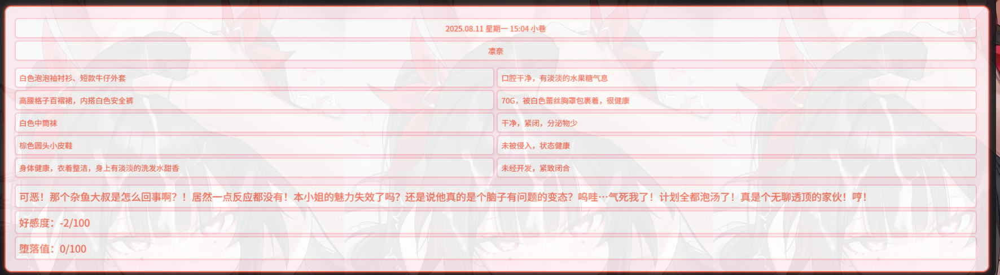 2025.08.11 星期一 15:04 小巷
凛奈
白色泡泡袖衬衫、短款牛仔外套
口腔干净，有淡淡的水果糖气息
高腰格子百褶裙，内搭白色安全裤
70G，被白色蕾丝胸罩包裹着，很健康
白色中筒袜
干净，紧闭，分泌物少
棕色圆头小皮鞋
未被侵入，状态健康
身体健康，衣着整洁，身上有淡淡的洗发水甜香
未经开发，紧致闭合
可恶！那个杂鱼大叔是怎么回事啊？！居然一点反应都没有！本小姐的魅力失效了吗？还是说他真的是个脑子有问题的变态？呜哇…气死我了！计划全都泡汤了！真是个无聊透顶的家伙！哼！
好感度：-2/100
堕落值：0/100